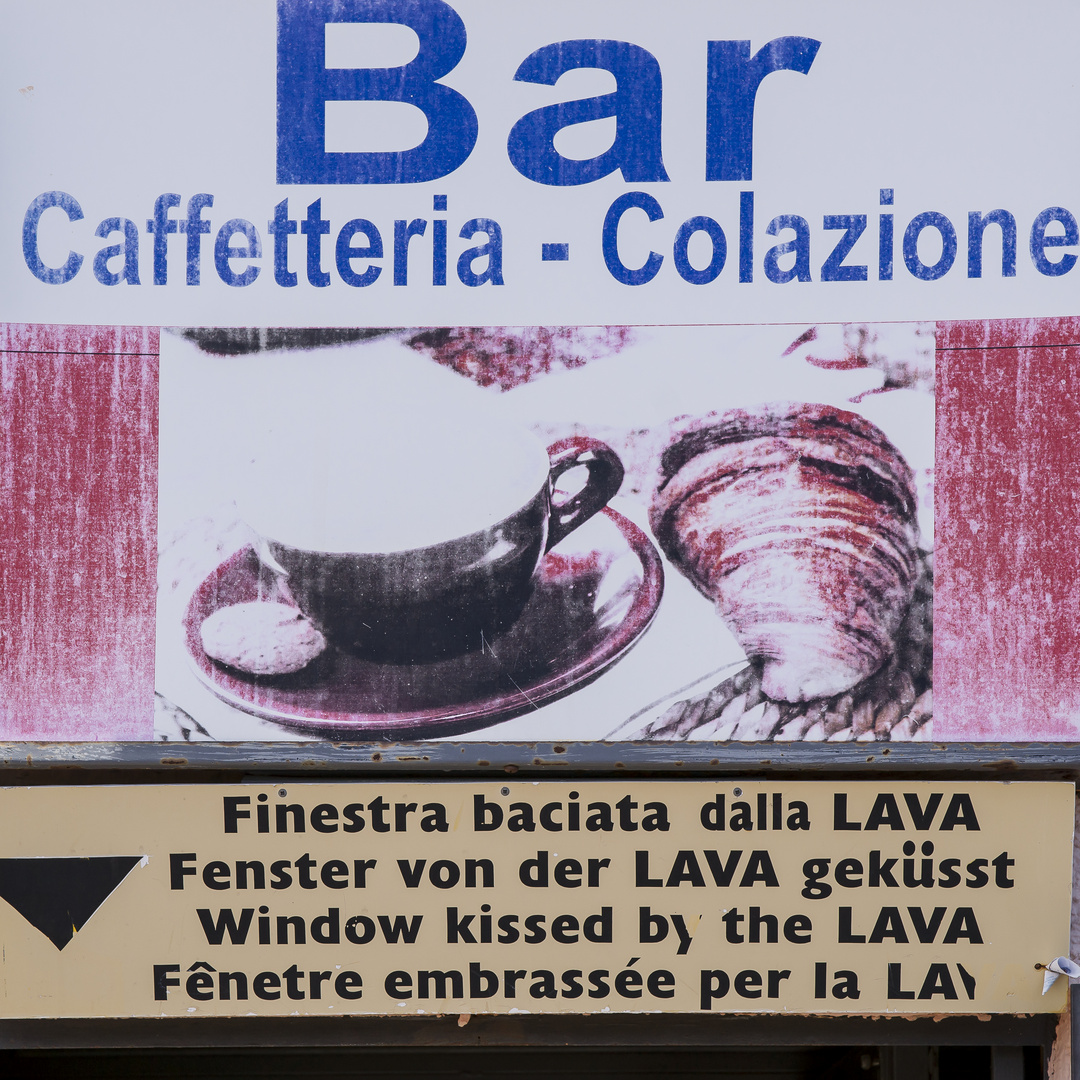 Bar
Caffetteria - Colazione
Finestra baciata dalla LAVA
Fenster von der LAVA geküsst
Window kissed by the LAVA
Fênetre embrassée per la LAV